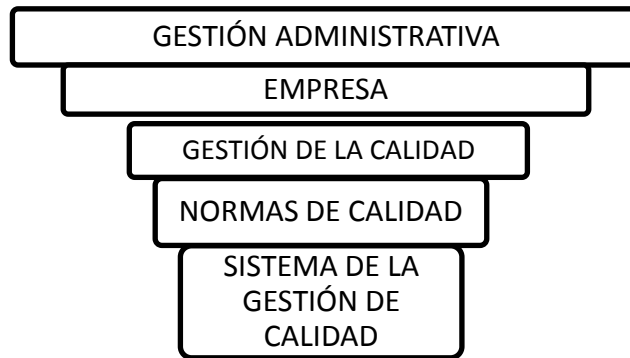 GESTIÓN ADMINISTRATIVA
EMPRESA
GESTIÓN DE LA CALIDAD
NORMAS DE CALIDAD
SISTEMA DE LA
GESTIÓN DE
CALIDAD